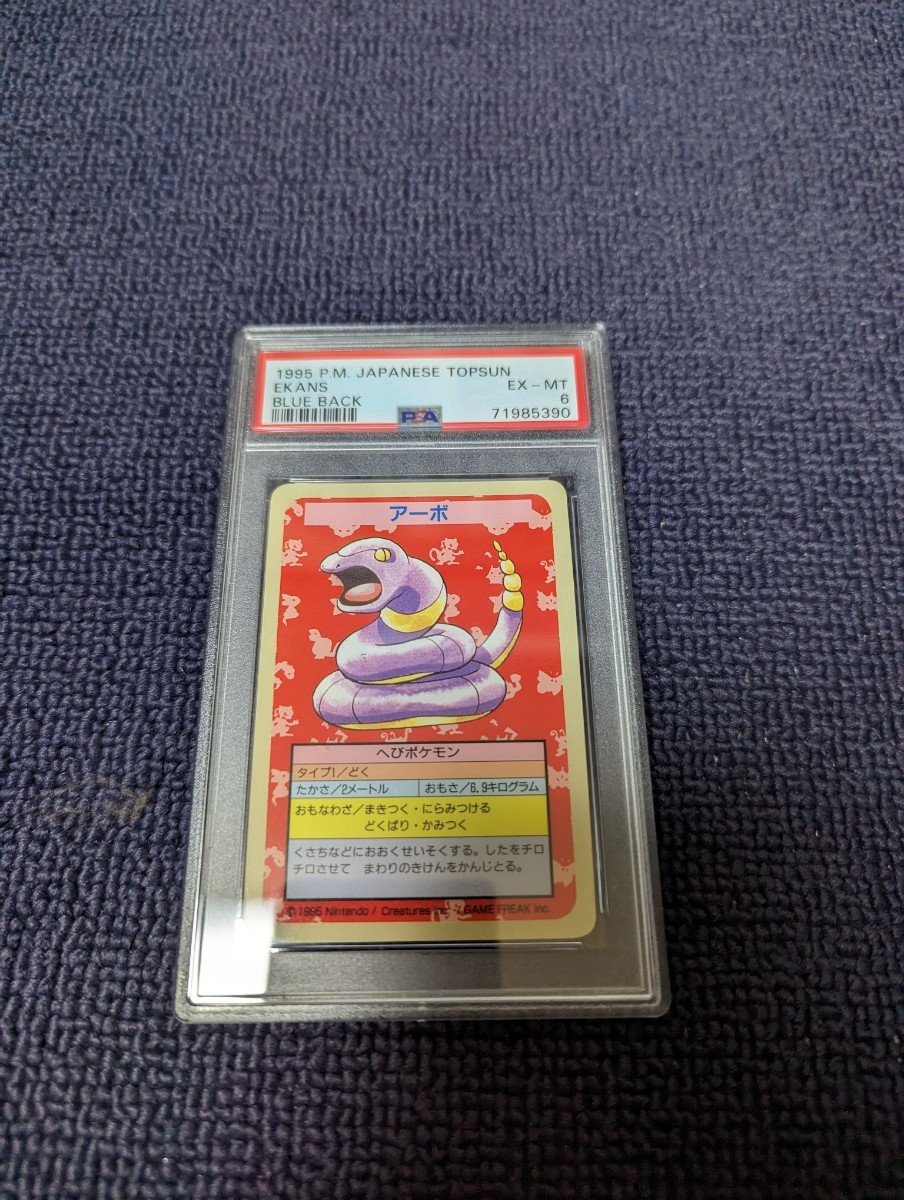 1995 P.M. JAPANESE TOPSUN
EKANS EX-MT
BLUE BACK 6
PSA 71985390
アーボ
へびポケモン
タイプ1/どく
たかさ/2メートル おもさ/6.9キログラム
おもなわざ/まきつく・にらみつける
どくばり・かみつく
くさちなどにおおくせいそくする。したをチロ
チロさせて まわりのきけんをかんじとる。
©1995 Nintendo / Creatures inc. / GAME FREAK inc.